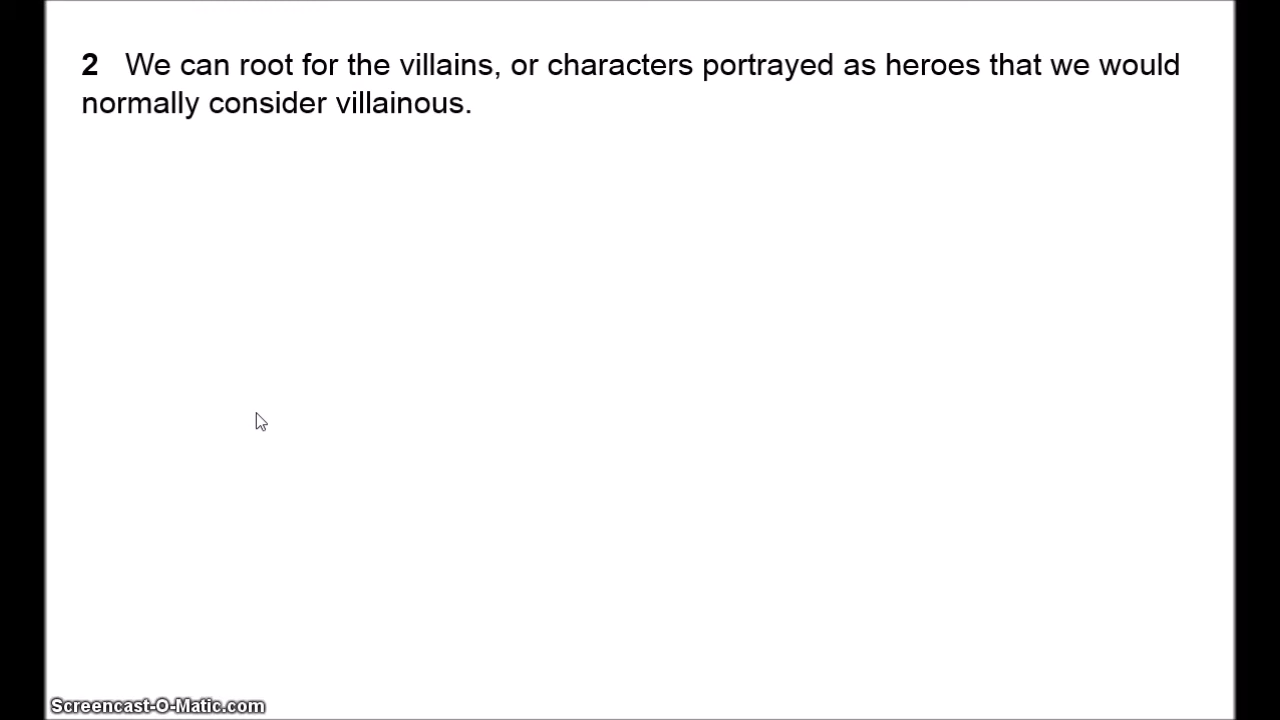 2 We can root for the villains, or characters portrayed as heroes that we would
normally consider villainous.
Screencast-O-Matic.com